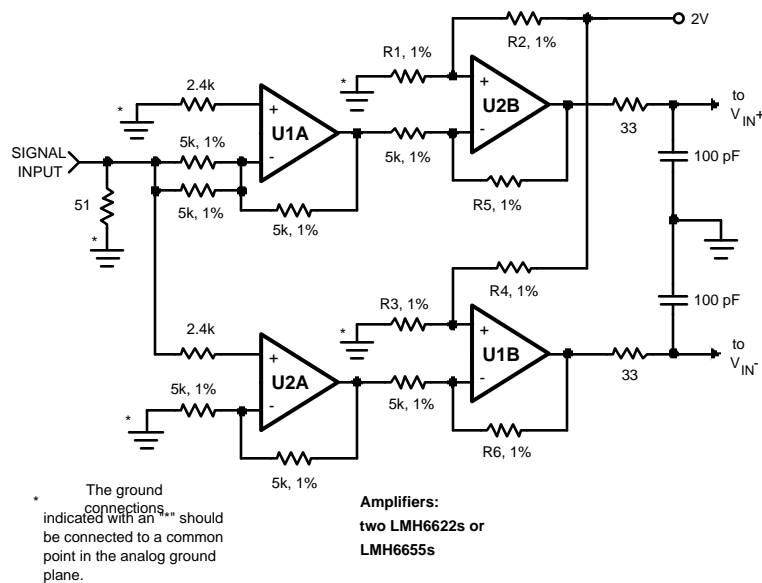 2V
R2, 1%
R1, 1%
*
2.4k
*
+
U1A
-
+
U2B
-
to
V_IN+
33
SIGNAL
INPUT
5k, 1%
5k, 1%
5k, 1%
5k, 1%
R5, 1%
100 pF
51
*
R4, 1%
R3, 1%
*
100 pF
2.4k
+
U2A
-
+
U1B
-
to
V_IN-
33
5k, 1%
*
5k, 1%
5k, 1%
R6, 1%
* The ground
connections
indicated with an "*" should
be connected to a common
point in the analog ground
plane.
Amplifiers:
two LMH6622s or
LMH6655s